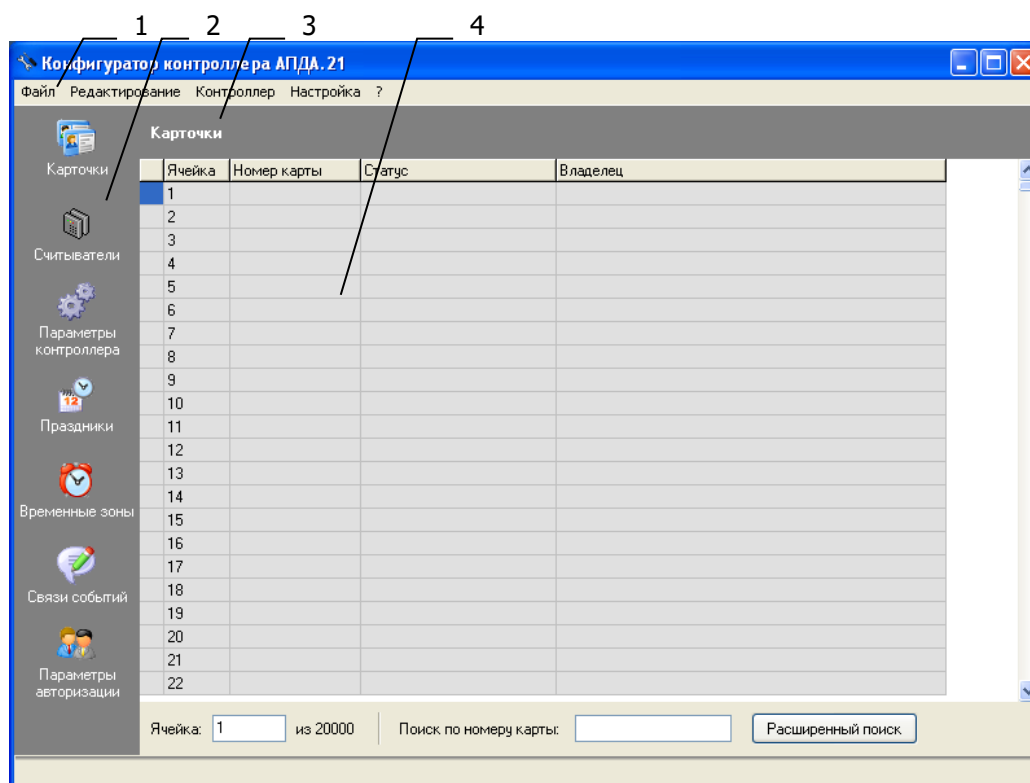 1 2 3 4
Конфигуратор контроллера АПДА.21
Файл Редактирование Контроллер Настройка ?
Карточки
Карточки
Считыватели
Параметры
контроллера
Праздники
12
Временные зоны
Связи событий
Параметры
авторизации
Ячейка Номер карты Статус Владелец
1
2
3
4
5
6
7
8
9
10
11
12
13
14
15
16
17
18
19
20
21
22
Ячейка: 1 из 20000 Поиск по номеру карты: Расширенный поиск